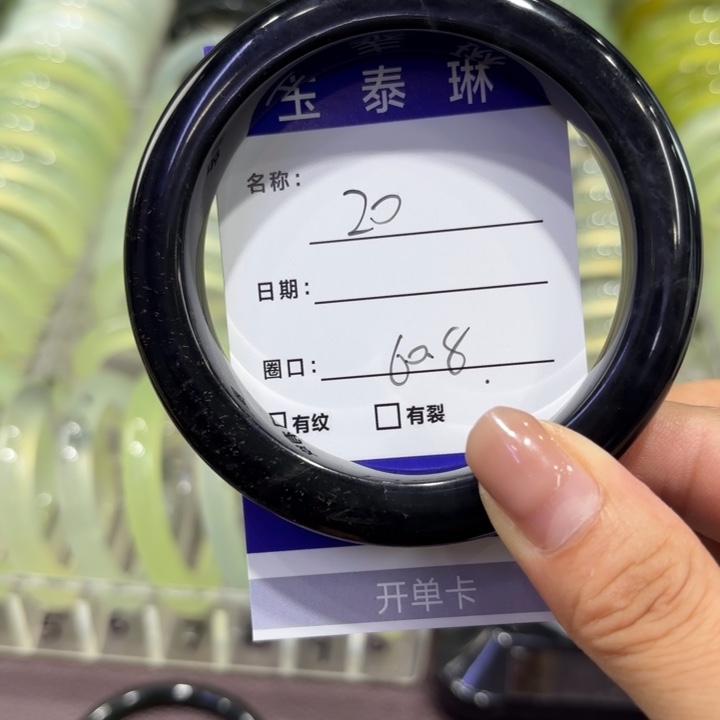 玉泰琳
名称： 20
日期：
圈口： 60.8
有纹 有裂
开单卡